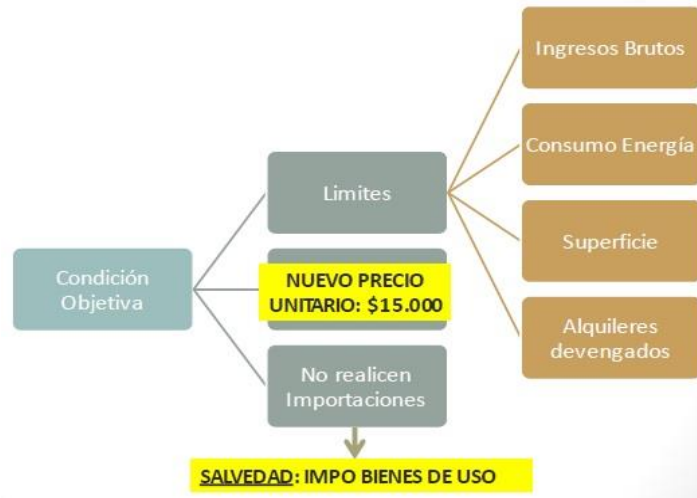 Condición
Objetiva
Limites
NUEVO PRECIO
UNITARIO: $15.000
No realicen
Importaciones
SALVEDAD: IMPO BIENES DE USO
Ingresos Brutos
Consumo Energía
Superficie
Alquileres
devengados